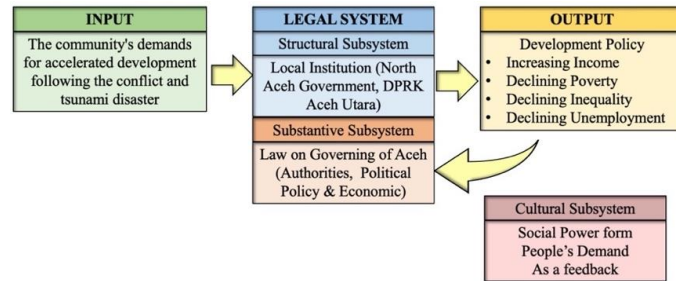 INPUT
The community's demands
for accelerated development
following the conflict and
tsunami disaster
LEGAL SYSTEM
Structural Subsystem
Local Institution (North
Aceh Government, DPRK
Aceh Utara)
Substantive Subsystem
Law on Governing of Aceh
(Authorities, Political
Policy & Economic)
OUTPUT
Development Policy
• Increasing Income
• Declining Poverty
• Declining Inequality
• Declining Unemployment
Cultural Subsystem
Social Power form
People's Demand
As a feedback